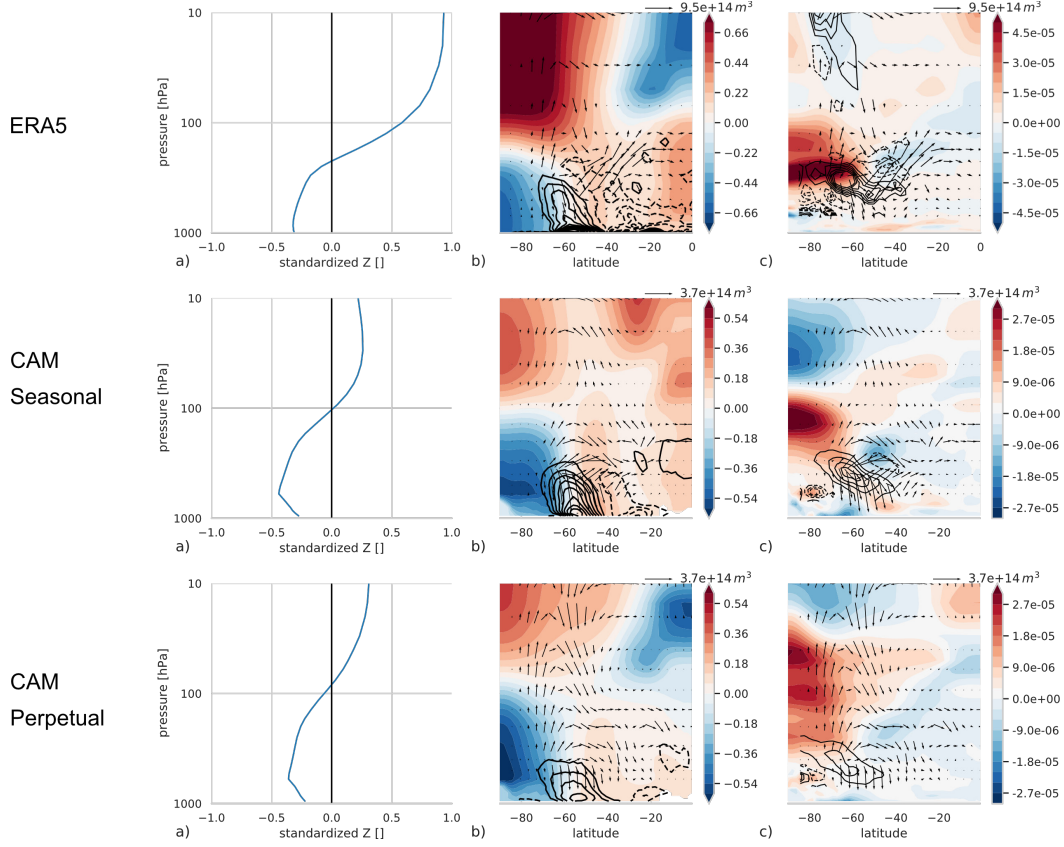 ERA5
10
100
1000
pressure [hPa]
−1.0 −0.5 0.0 0.5 1.0
standardized Z []
a)
9.5e+14 m³
0.66
0.44
0.22
0.00
−0.22
−0.44
−0.66
−80 −60 −40 −20 0
latitude
b)
9.5e+14 m³
4.5e-05
3.0e-05
1.5e-05
0.0e+00
−1.5e-05
−3.0e-05
−4.5e-05
−80 −60 −40 −20 0
latitude
c)
CAM
Seasonal
10
100
1000
pressure [hPa]
−1.0 −0.5 0.0 0.5 1.0
standardized Z []
a)
3.7e+14 m³
0.54
0.36
0.18
0.00
−0.18
−0.36
−0.54
−80 −60 −40 −20
latitude
b)
3.7e+14 m³
2.7e-05
1.8e-05
9.0e-06
0.0e+00
−9.0e-06
−1.8e-05
−2.7e-05
−80 −60 −40 −20
latitude
c)
CAM
Perpetual
10
100
1000
pressure [hPa]
−1.0 −0.5 0.0 0.5 1.0
standardized Z []
a)
3.7e+14 m³
0.54
0.36
0.18
0.00
−0.18
−0.36
−0.54
−80 −60 −40 −20
latitude
b)
3.7e+14 m³
2.7e-05
1.8e-05
9.0e-06
0.0e+00
−9.0e-06
−1.8e-05
−2.7e-05
−80 −60 −40 −20
latitude
c)